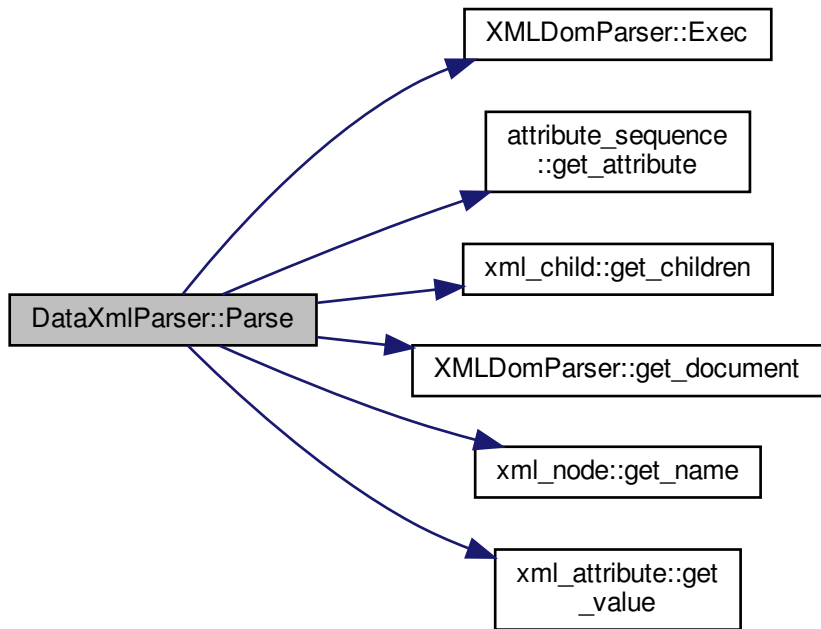 XMLDomParser::Exec
attribute_sequence
::get_attribute
xml_child::get_children
DataXmlParser::Parse
XMLDomParser::get_document
xml_node::get_name
xml_attribute::get
_value